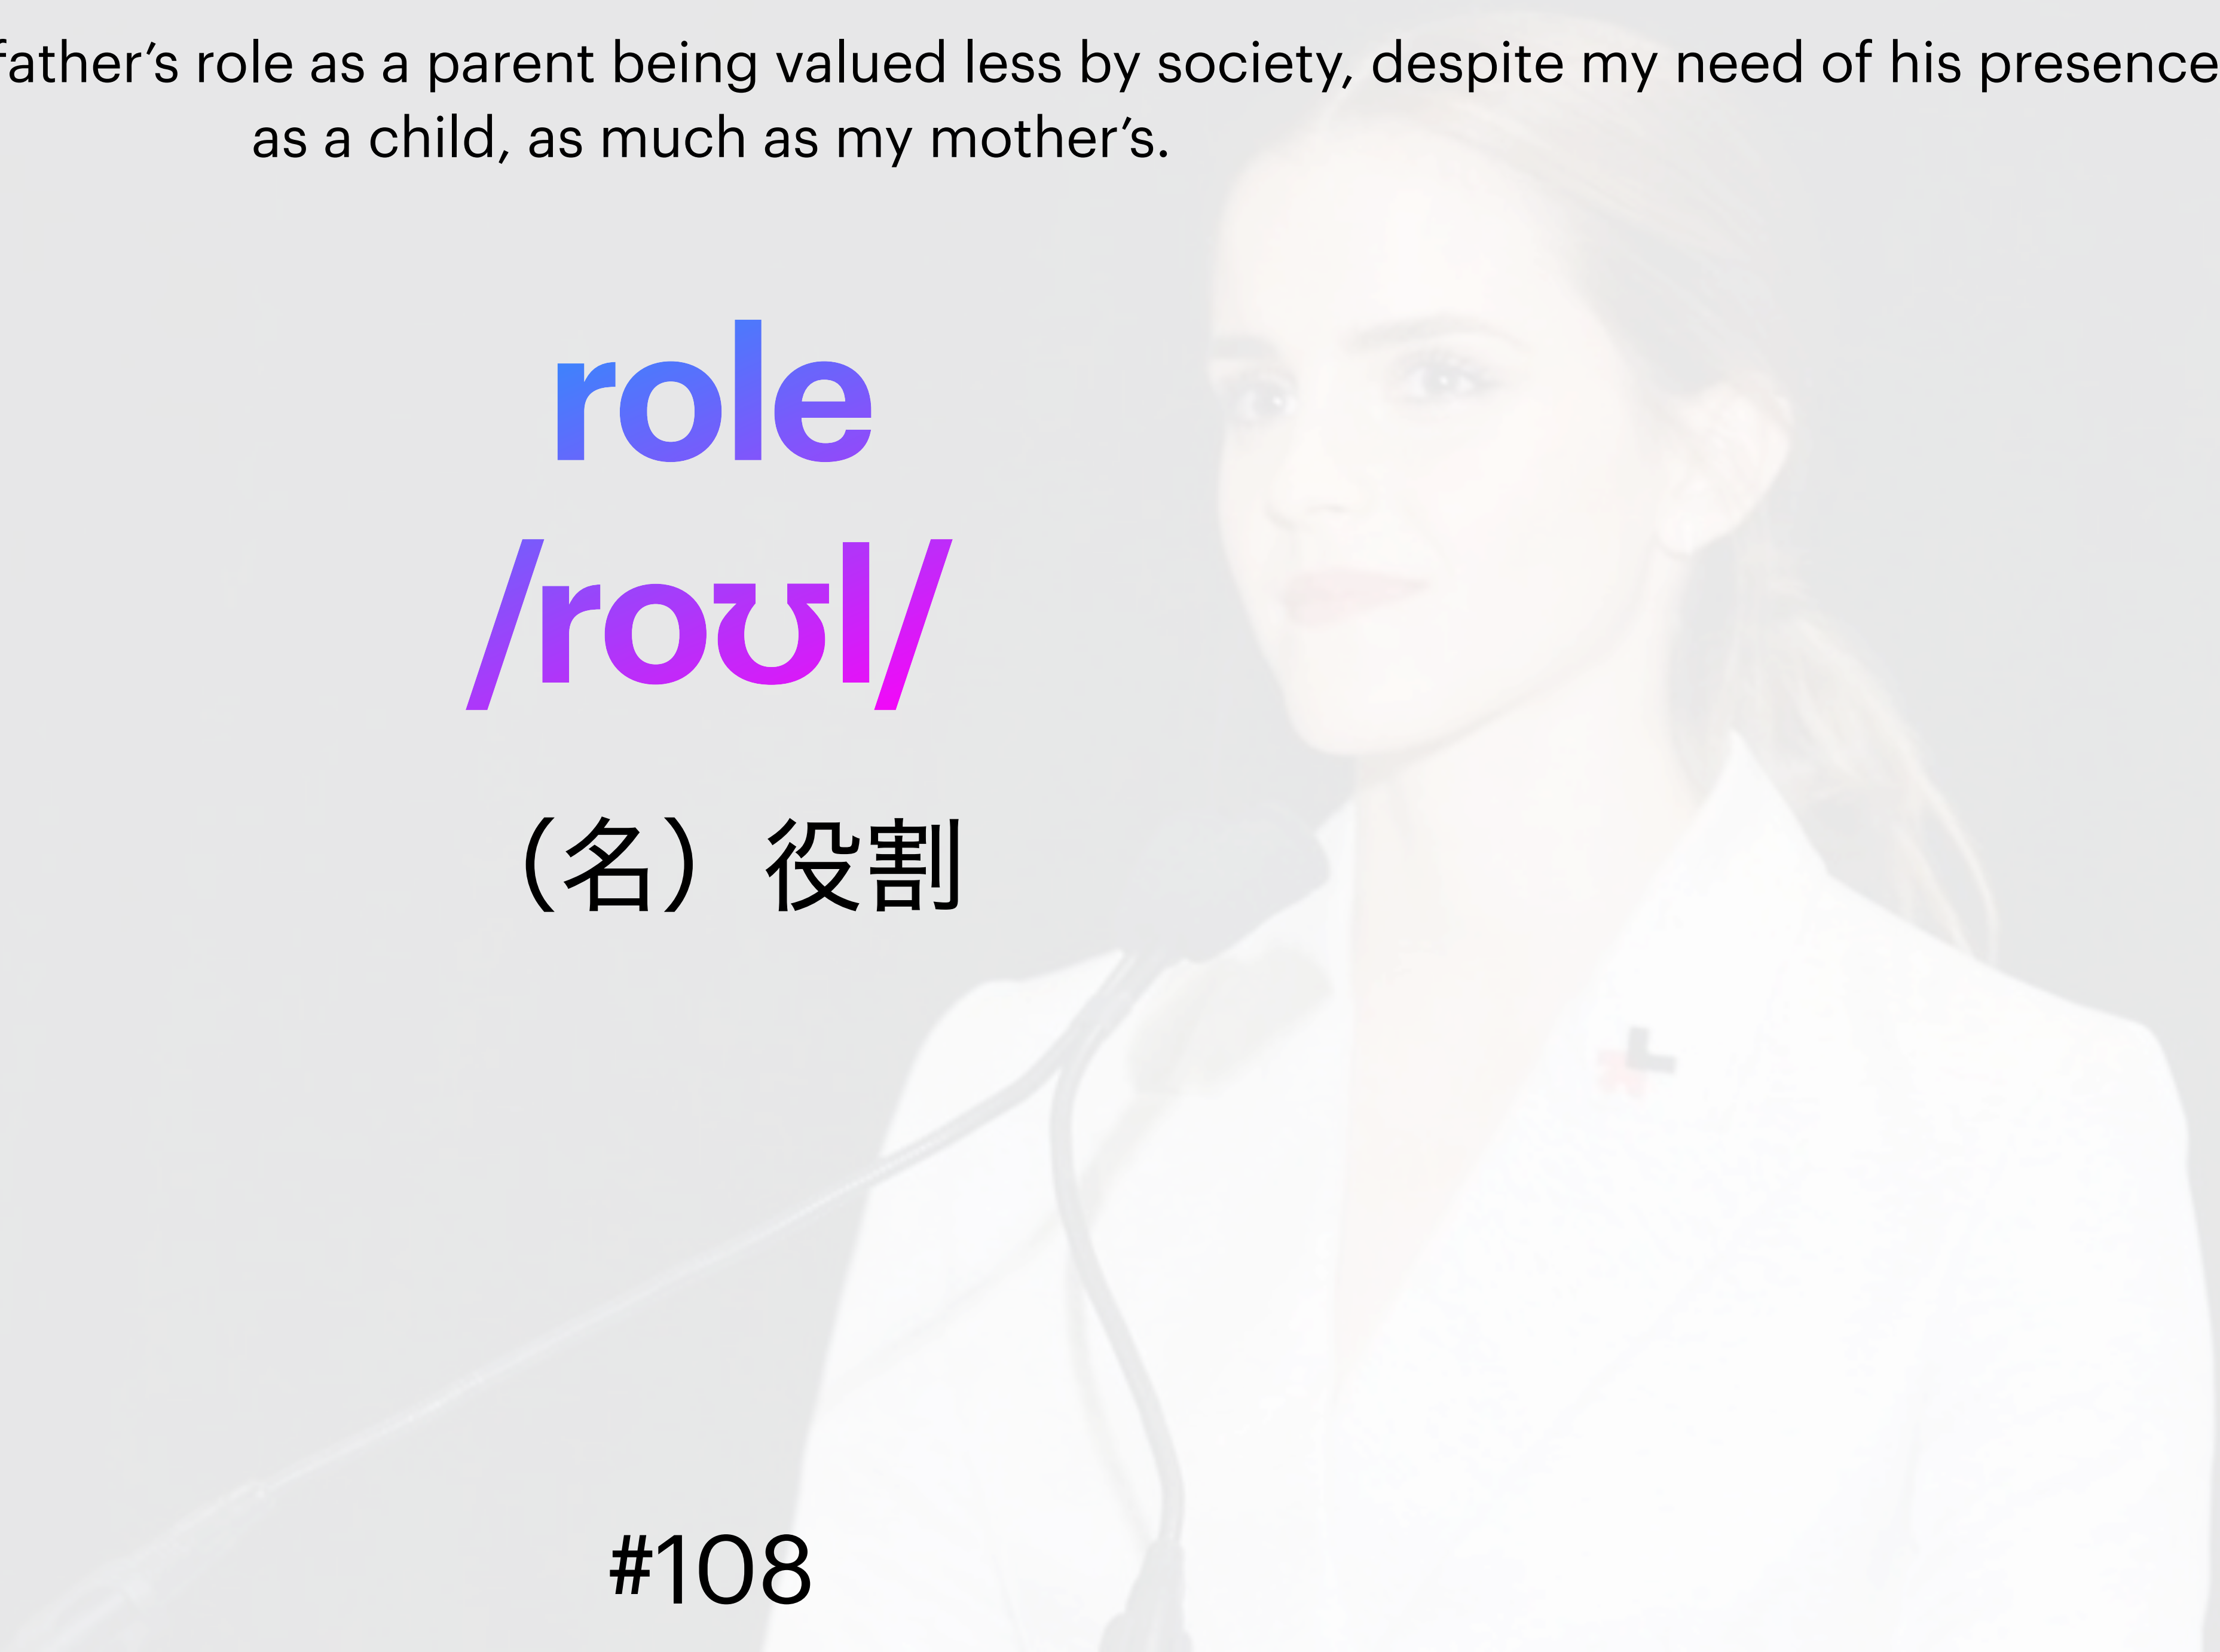 father’s role as a parent being valued less by society, despite my need of his presence
as a child, as much as my mother’s.
role
/roʊl/
（名）役割
#108